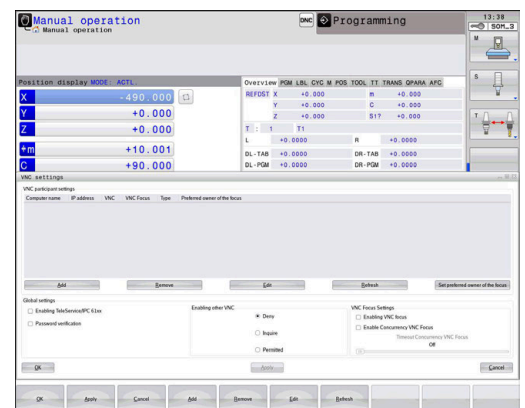 Manual operation
Manual operation
DNC
Programming
13:38
SOM_3
M
Position display MODE: ACTL.
X -490.000
Y +0.000
Z +0.000
+m +10.001
C +90.000
Overview PGM LBL CYC M POS TOOL TT TRANS QPARA AFC
REFDST X +0.000 m +0.000
Y +0.000 C +0.000
Z +0.000 S1? +0.000
T : 1 T1
L +0.0000 R +0.0000
DL-TAB +0.0000 DR-TAB +0.0000
DL-PGM +0.0000 DR-PGM +0.0000
S
T
VNC settings
VNC participant settings
Computer name IP address VNC VNC Focus Type Preferred owner of the focus
Add Remove Edit Refresh Set preferred owner of the focus
Global settings
Enabling TeleService/IPC 61xx
Password verification
Enabling other VNC
Deny
Inquire
Permitted
VNC Focus Settings
Enabling VNC focus
Enable Concurrency VNC Focus
Timeout Concurrency VNC Focus
Off
OK Apply Cancel
OK Apply Cancel Add Remove Edit Refresh